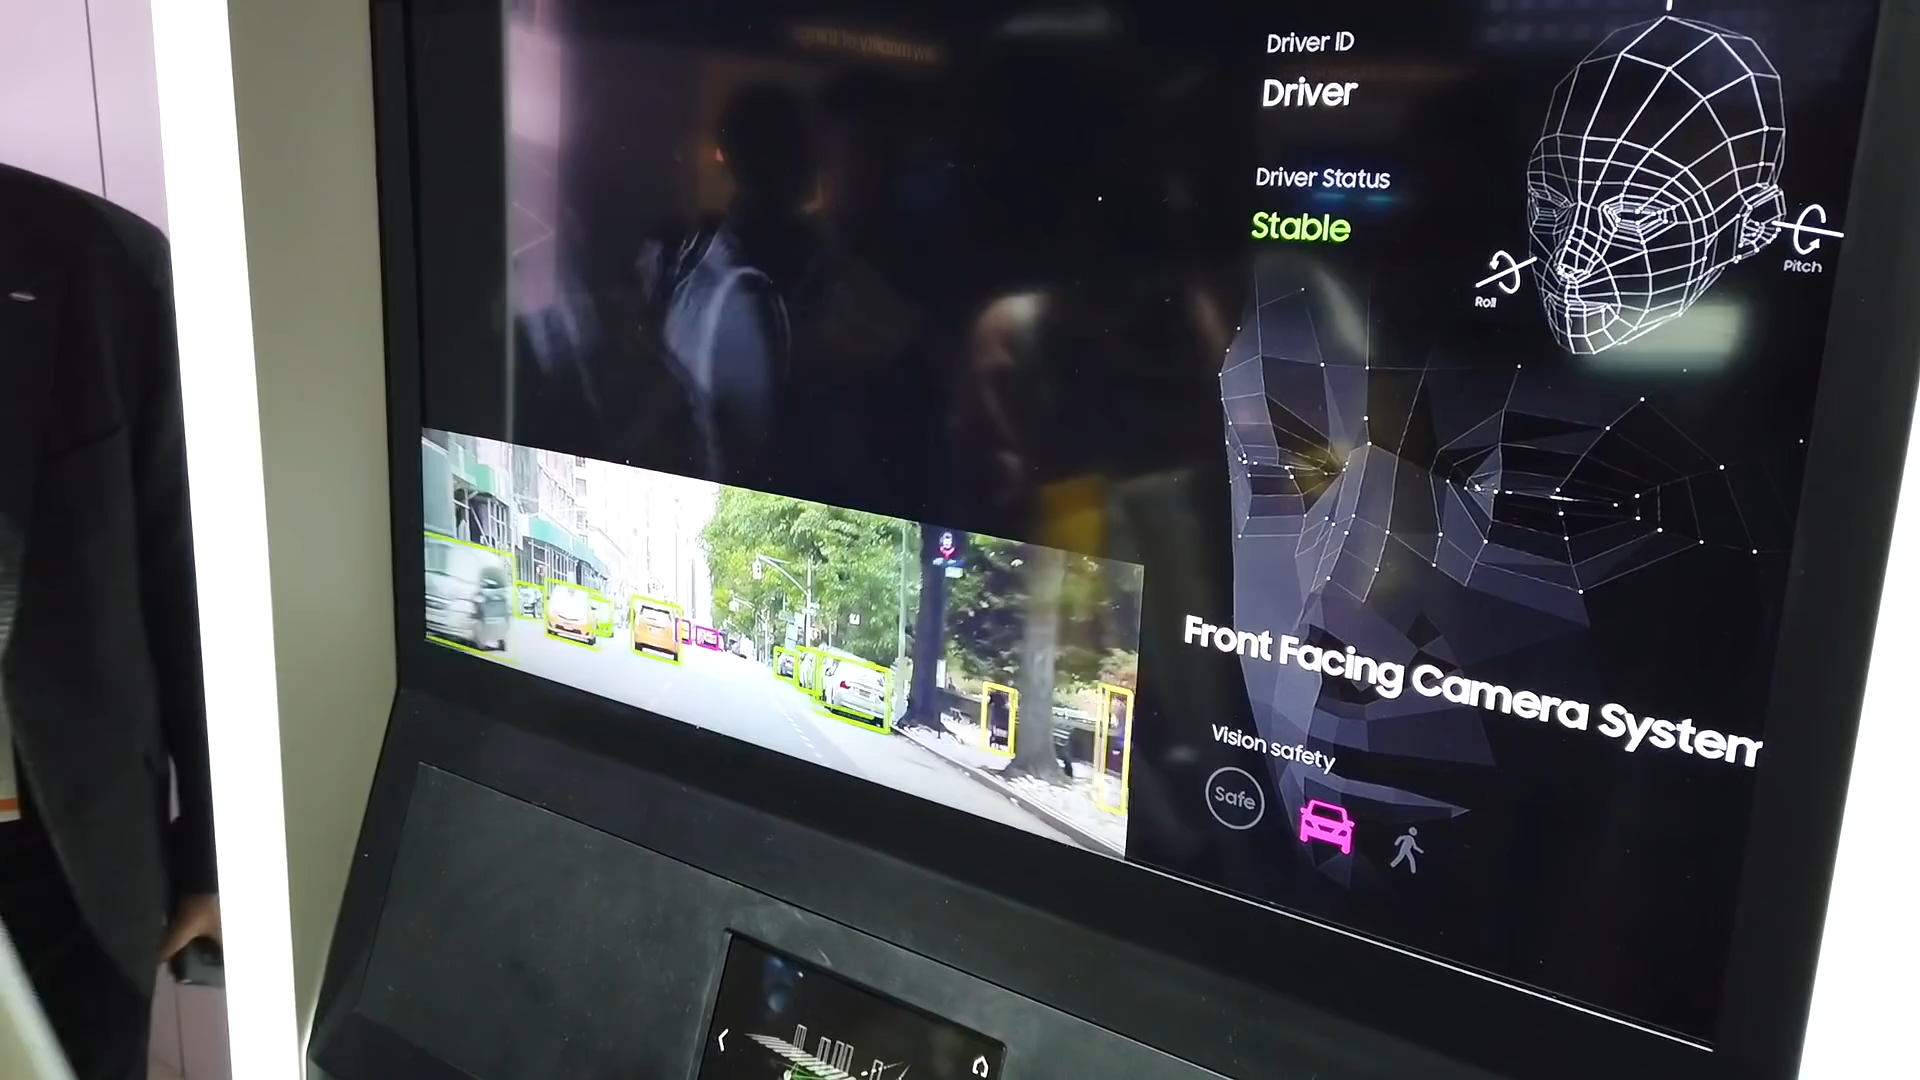 Driver ID
Driver
Driver Status
Stable
Roll
Pitch
Front Facing Camera System
Vision safety
Safe